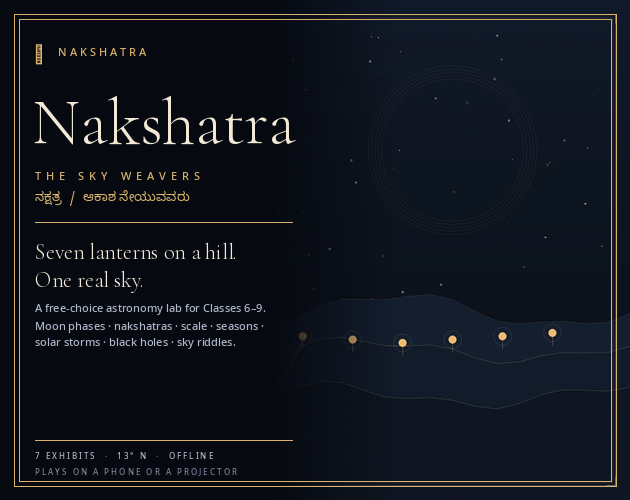 NAKSHATRA
Nakshatra
THE SKY WEAVERS
ನಕ್ಷತ್ರ / ಆಕಾಶ ನೇಯುವವರು
Seven lanterns on a hill.
One real sky.
A free-choice astronomy lab for Classes 6–9.
Moon phases · nakshatras · scale · seasons ·
solar storms · black holes · sky riddles.
7 EXHIBITS · 13° N · OFFLINE
PLAYS ON A PHONE OR A PROJECTOR